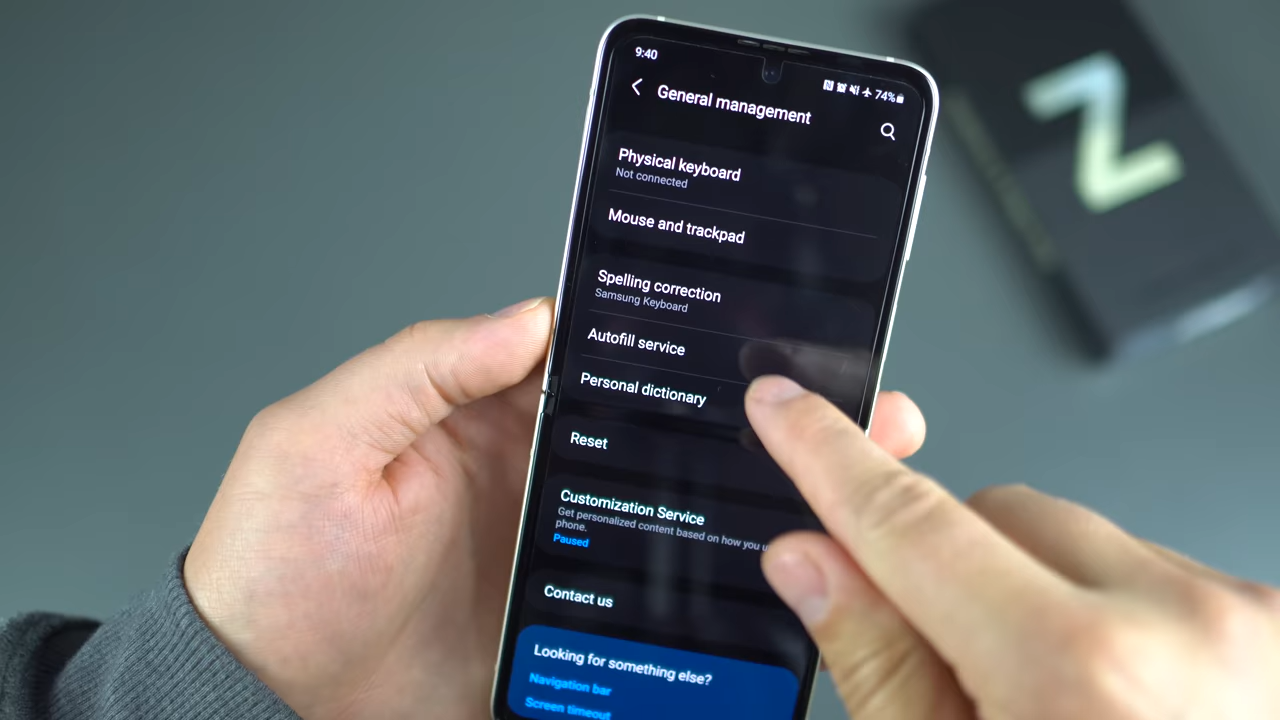 9:40
74%
General management
Physical keyboard
Not connected
Mouse and trackpad
Spelling correction
Samsung Keyboard
Autofill service
Personal dictionary
Reset
Customization Service
Get personalized content based on how you u
phone.
Paused
Contact us
Looking for something else?
Navigation bar
Screen timeout
Z